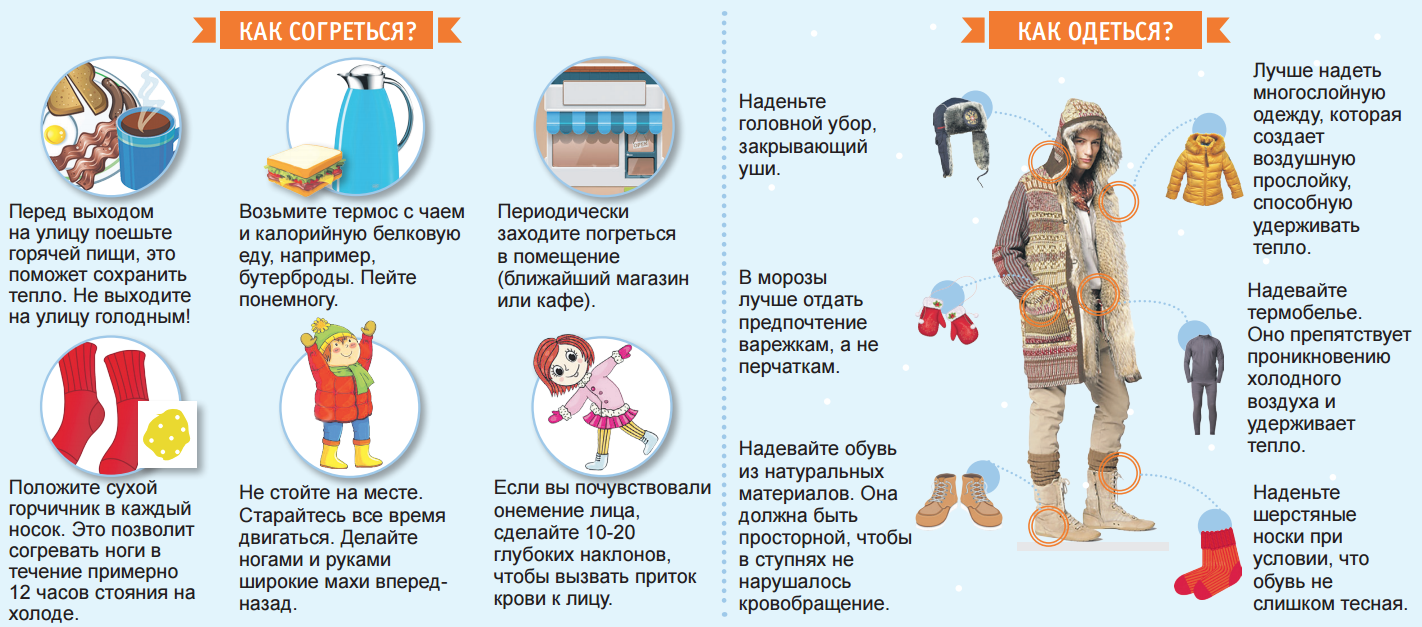 КАК СОГРЕТЬСЯ?
Перед выходом
на улицу поешьте
горячей пищи, это
поможет сохранить
тепло. Не выходите
на улицу голодным!
Возьмите термос с чаем
и калорийную белковую
еду, например,
бутерброды. Пейте
понемногу.
Периодически
заходите погреться
в помещение
(ближайший магазин
или кафе).
Положите сухой
горчичник в каждый
носок. Это позволит
согревать ноги в
течение примерно
12 часов стояния на
холоде.
Не стойте на месте.
Старайтесь все время
двигаться. Делайте
ногами и руками
широкие махи вперед-
назад.
Если вы почувствовали
онемение лица,
сделайте 10-20
глубоких наклонов,
чтобы вызвать приток
крови к лицу.
КАК ОДЕТЬСЯ?
Наденьте
головной убор,
закрывающий
уши.
В морозы
лучше отдать
предпочтение
варежкам, а не
перчаткам.
Надевайте обувь
из натуральных
материалов. Она
должна быть
просторной, чтобы
в ступнях не
нарушалось
кровобращение.
Лучше надеть
многослойную
одежду, которая
создает
воздушную
прослойку,
способную
удерживать
тепло.
Надевайте
термобелье.
Оно препятствует
проникновению
холодного
воздуха и
удерживает
тепло.
Наденьте
шерстяные
носки при
условии, что
обувь не
слишком тесная.